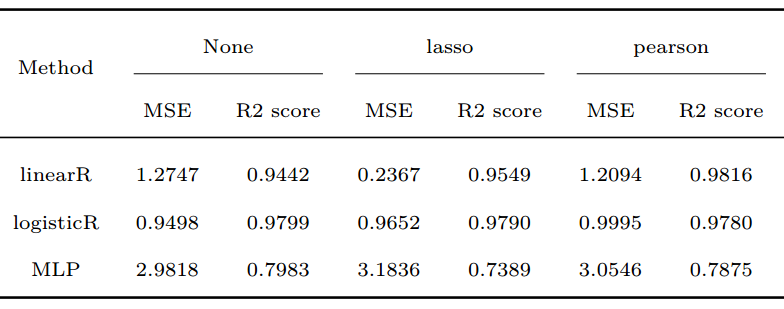 None lasso pearson
Method
MSE R2 score MSE R2 score MSE R2 score
linearR 1.2747 0.9442 0.2367 0.9549 1.2094 0.9816
logisticR 0.9498 0.9799 0.9652 0.9790 0.9995 0.9780
MLP 2.9818 0.7983 3.1836 0.7389 3.0546 0.7875